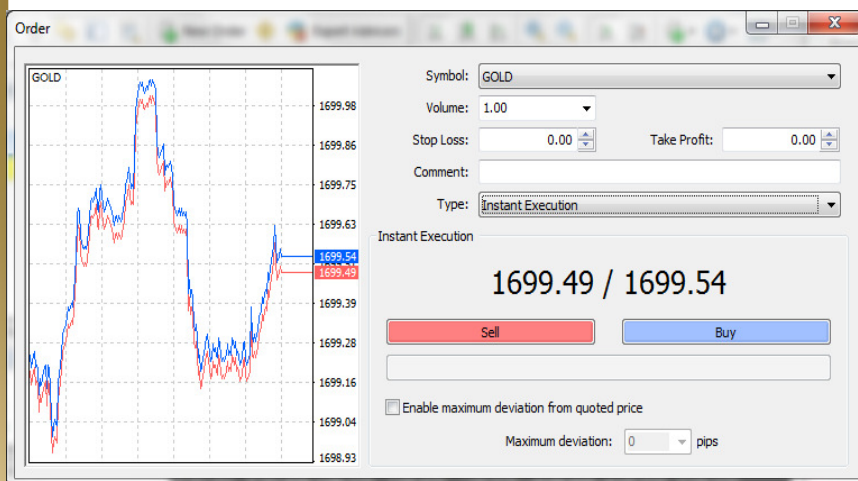 Order
GOLD
1699.98
1699.86
1699.75
1699.63
1699.54
1699.49
1699.39
1699.28
1699.16
1699.04
1698.93
Symbol: GOLD
Volume: 1.00
Stop Loss: 0.00 Take Profit: 0.00
Comment:
Type: Instant Execution
Instant Execution
1699.49 / 1699.54
Sell Buy
Enable maximum deviation from quoted price
Maximum deviation: 0 pips